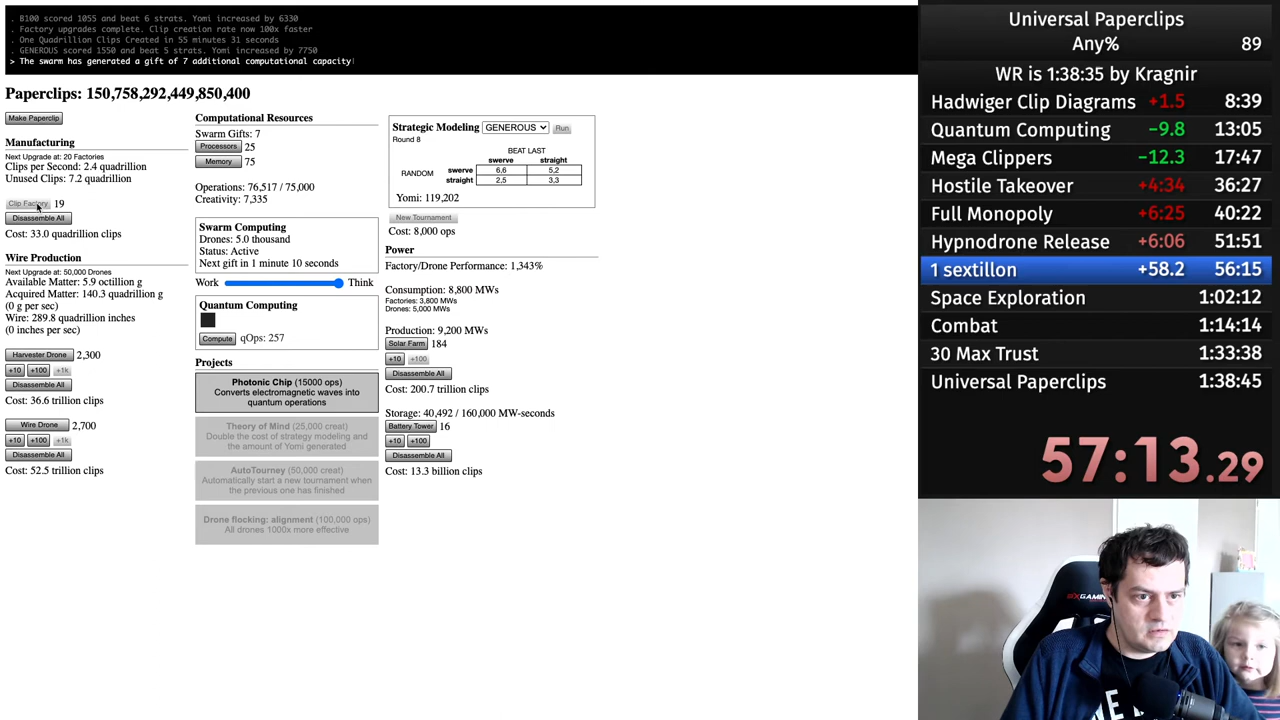 . B100 scored 1055 and beat 6 strats. Yomi increased by 6330
. Factory upgrades complete. Clip creation rate now 100x faster
. One Quadrillion Clips Created in 55 minutes 31 seconds
. GENEROUS scored 1550 and beat 5 strats. Yomi increased by 7750
> The swarm has generated a gift of 7 additional computational capacity
Paperclips: 150,758,292,449,850,400
Make Paperclip
Manufacturing
Next Upgrade at: 20 Factories
Clips per Second: 2.4 quadrillion
Unused Clips: 7.2 quadrillion
Clip Factory 19
Disassemble All
Cost: 33.0 quadrillion clips
Wire Production
Next Upgrade at: 50,000 Drones
Available Matter: 5.9 octillion g
Acquired Matter: 140.3 quadrillion g
(0 g per sec)
Wire: 289.8 quadrillion inches
(0 inches per sec)
Harvester Drone 2,300
+10 +100 +1k
Disassemble All
Cost: 36.6 trillion clips
Wire Drone 2,700
+10 +100 +1k
Disassemble All
Cost: 52.5 trillion clips
Computational Resources
Swarm Gifts: 7
Processors 25
Memory 75
Operations: 76,517 / 75,000
Creativity: 7,335
Swarm Computing
Drones: 5.0 thousand
Status: Active
Next gift in 1 minute 10 seconds
Work Think
Quantum Computing
Compute qOps: 257
Projects
Photonic Chip (15000 ops)
Converts electromagnetic waves into
quantum operations
Theory of Mind (25,000 creat)
Double the cost of strategy modeling and
the amount of Yomi generated
AutoTourney (50,000 creat)
Automatically start a new tournament when
the previous one has finished
Drone flocking: alignment (100,000 ops)
All drones 1000x more effective
Strategic Modeling GENEROUS Run
Round 8
BEAT LAST
swerve straight
RANDOM
swerve 6,6 5,2
straight 2,5 3,3
Yomi: 119,202
New Tournament
Cost: 8,000 ops
Power
Factory/Drone Performance: 1,343%
Consumption: 8,800 MWs
Factories: 3,800 MWs
Drones: 5,000 MWs
Production: 9,200 MWs
Solar Farm 184
+10 +100
Disassemble All
Cost: 200.7 trillion clips
Storage: 40,492 / 160,000 MW-seconds
Battery Tower 16
+10 +100
Disassemble All
Cost: 13.3 billion clips
Universal Paperclips
Any% 89
WR is 1:38:35 by Kragnir
Hadwiger Clip Diagrams +1.5 8:39
Quantum Computing −9.8 13:05
Mega Clippers −12.3 17:47
Hostile Takeover +4:34 36:27
Full Monopoly +6:25 40:22
Hypnodrone Release +6:06 51:51
1 sextillon +58.2 56:15
Space Exploration 1:02:12
Combat 1:14:14
30 Max Trust 1:33:38
Universal Paperclips 1:38:45
57:13.29